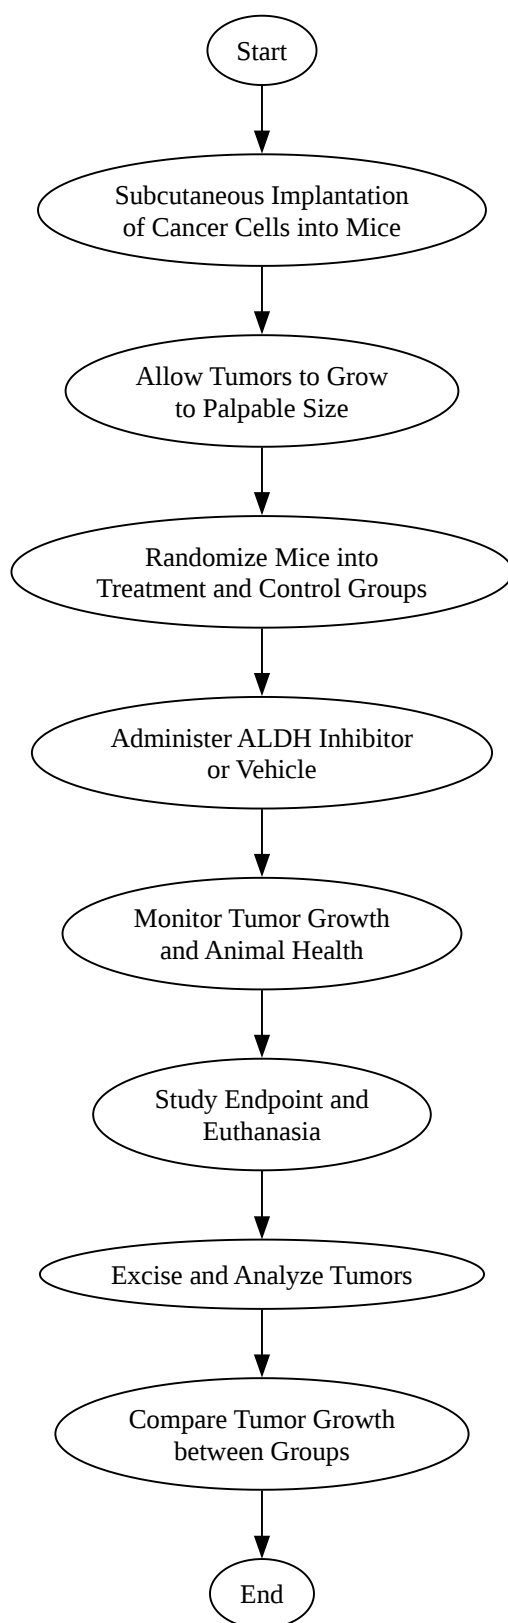 Start
Subcutaneous Implantation
of Cancer Cells into Mice
Allow Tumors to Grow
to Palpable Size
Randomize Mice into
Treatment and Control Groups
Administer ALDH Inhibitor
or Vehicle
Monitor Tumor Growth
and Animal Health
Study Endpoint and
Euthanasia
Excise and Analyze Tumors
Compare Tumor Growth
between Groups
End